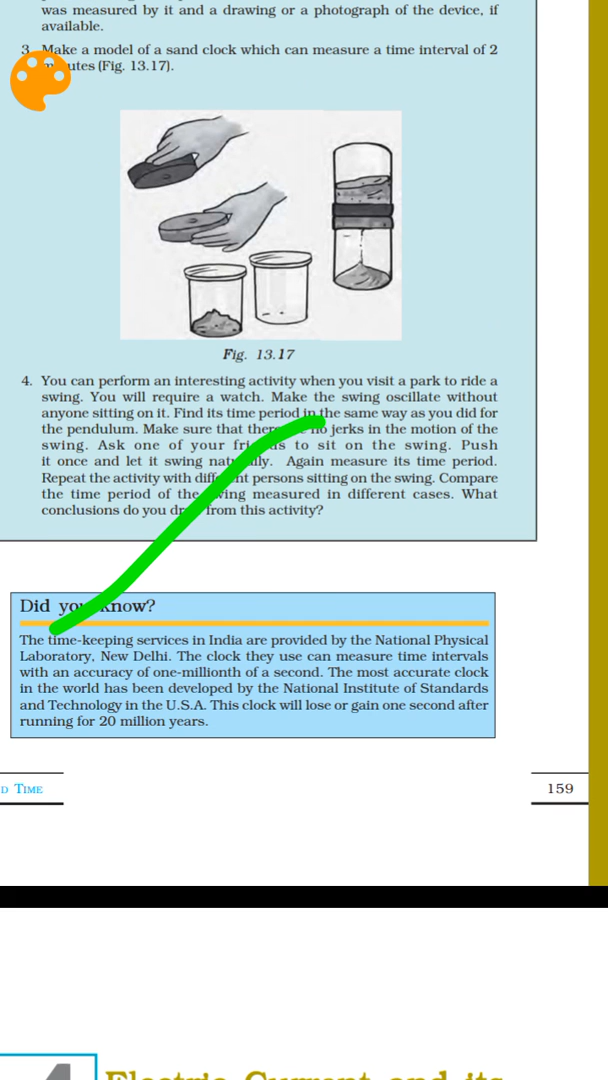 was measured by it and a drawing or a photograph of the device, if
available.
3. Make a model of a sand clock which can measure a time interval of 2
(Fig. 13.17).
Fig. 13.17
4. You can perform an interesting activity when you visit a park to ride a
swing. You will require a watch. Make the swing oscillate without
anyone sitting on it. Find its time period in the same way as you did for
the pendulum. Make sure that there no jerks in the motion of the
swing. Ask one of your friends to sit on the swing. Push
it once and let it swing naturally. Again measure its time period.
Repeat the activity with different persons sitting on the swing. Compare
the time period of the swing measured in different cases. What
conclusions do you draw from this activity?
Did you know?
The time-keeping services in India are provided by the National Physical
Laboratory, New Delhi. The clock they use can measure time intervals
with an accuracy of one-millionth of a second. The most accurate clock
in the world has been developed by the National Institute of Standards
and Technology in the U.S.A. This clock will lose or gain one second after
running for 20 million years.
D TIME
159
Electric Current and its